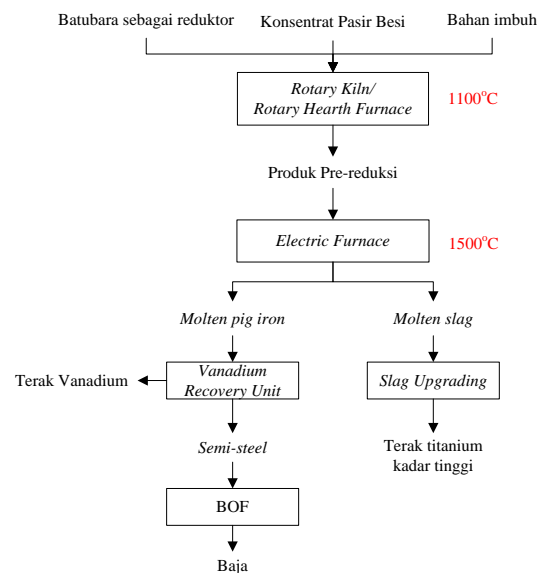 Batubara sebagai reduktor
Konsentrat Pasir Besi
Bahan imbuh
Rotary Kiln/
Rotary Hearth Furnace
1100°C
Produk Pre-reduksi
Electric Furnace
1500°C
Molten pig iron
Molten slag
Terak Vanadium
Vanadium
Recovery Unit
Slag Upgrading
Semi-steel
Terak titanium
kadar tinggi
BOF
Baja